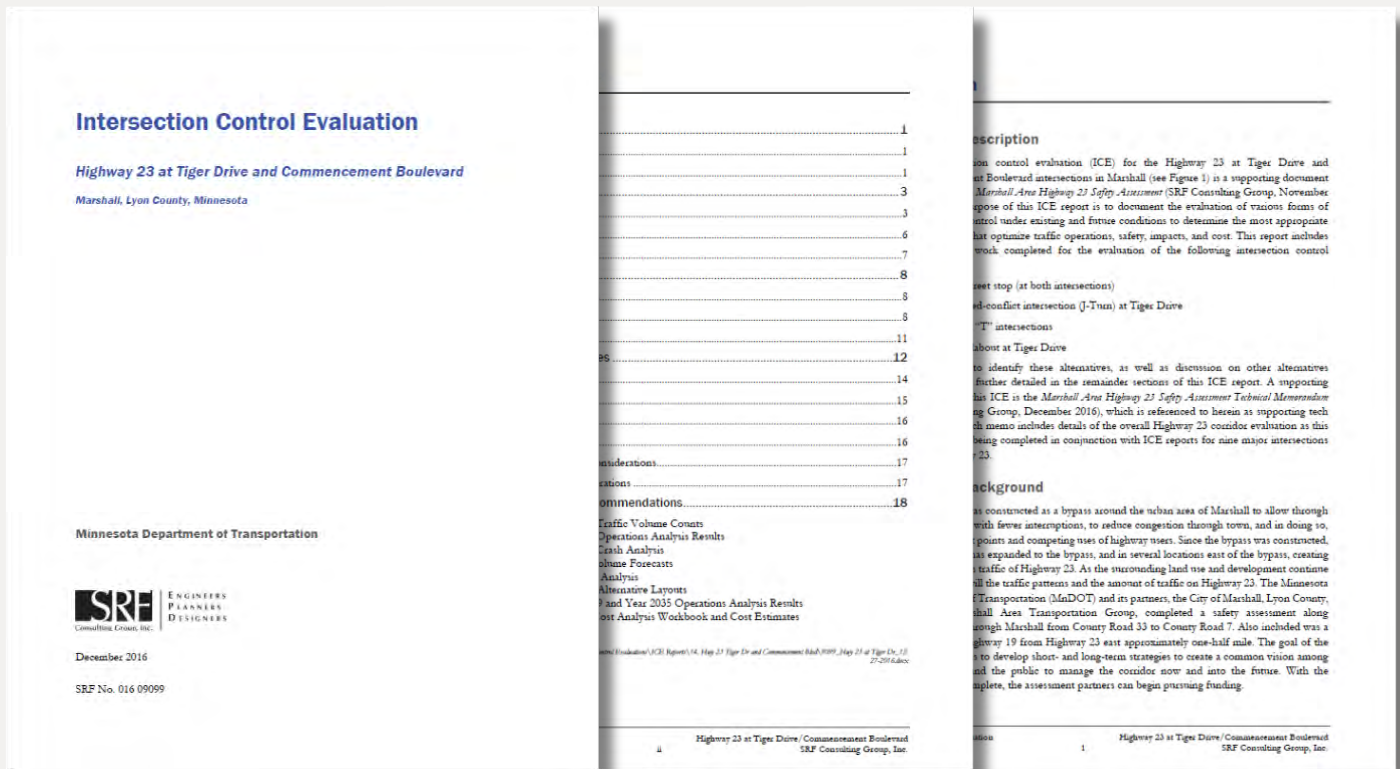 Intersection Control Evaluation
Highway 23 at Tiger Drive and Commencement Boulevard
Marshall, Lyon County, Minnesota
Minnesota Department of Transportation
SRF
Consulting Group, Inc.
ENGINEERS
PLANNERS
DESIGNERS
December 2016
SRF No. 016 09099
1
1
1
3
3
6
7
8
8
8
11
12
14
15
16
16
nsiderations 17
rations 17
ommendations 18
Traffic Volume Counts
Operations Analysis Results
Crash Analysis
olume Forecasts
Analysis
Alternative Layouts
9 and Year 2035 Operations Analysis Results
ost Analysis Workbook and Cost Estimates
27-2016.docx
ii
Highway 23 at Tiger Drive/Commencement Boulevard
SRF Consulting Group, Inc.
escription
on control evaluation (ICE) for the Highway 23 at Tiger Drive and
nt Boulevard intersections in Marshall (see Figure 1) is a supporting document
Marshall Area Highway 23 Safety Assessment (SRF Consulting Group, November
rpose of this ICE report is to document the evaluation of various forms of
ntrol under existing and future conditions to determine the most appropriate
hat optimize traffic operations, safety, impacts, and cost. This report includes
work completed for the evaluation of the following intersection control
reet stop (at both intersections)
ed-conflict intersection (J-Turn) at Tiger Drive
"T" intersections
about at Tiger Drive
to identify these alternatives, as well as discussion on other alternatives
further detailed in the remainder sections of this ICE report. A supporting
his ICE is the Marshall Area Highway 23 Safety Assessment Technical Memorandum
ng Group, December 2016), which is referenced to herein as supporting tech
ch memo includes details of the overall Highway 23 corridor evaluation as this
being completed in conjunction with ICE reports for nine major intersections
23.
ackground
as constructed as a bypass around the urban area of Marshall to allow through
with fewer interruptions, to reduce congestion through town, and in doing so,
points and competing uses of highway users. Since the bypass was constructed,
as expanded to the bypass, and in several locations east of the bypass, creating
traffic of Highway 23. As the surrounding land use and development continue
ill the traffic patterns and the amount of traffic on Highway 23. The Minnesota
f Transportation (MnDOT) and its partners, the City of Marshall, Lyon County,
shall Area Transportation Group, completed a safety assessment along
rough Marshall from County Road 33 to County Road 7. Also included was a
ghway 19 from Highway 23 east approximately one-half mile. The goal of the
s to develop short- and long-term strategies to create a common vision among
nd the public to manage the corridor now and into the future. With the
mplete, the assessment partners can begin pursuing funding.
ation
1
Highway 23 at Tiger Drive/Commencement Boulevard
SRF Consulting Group, Inc.